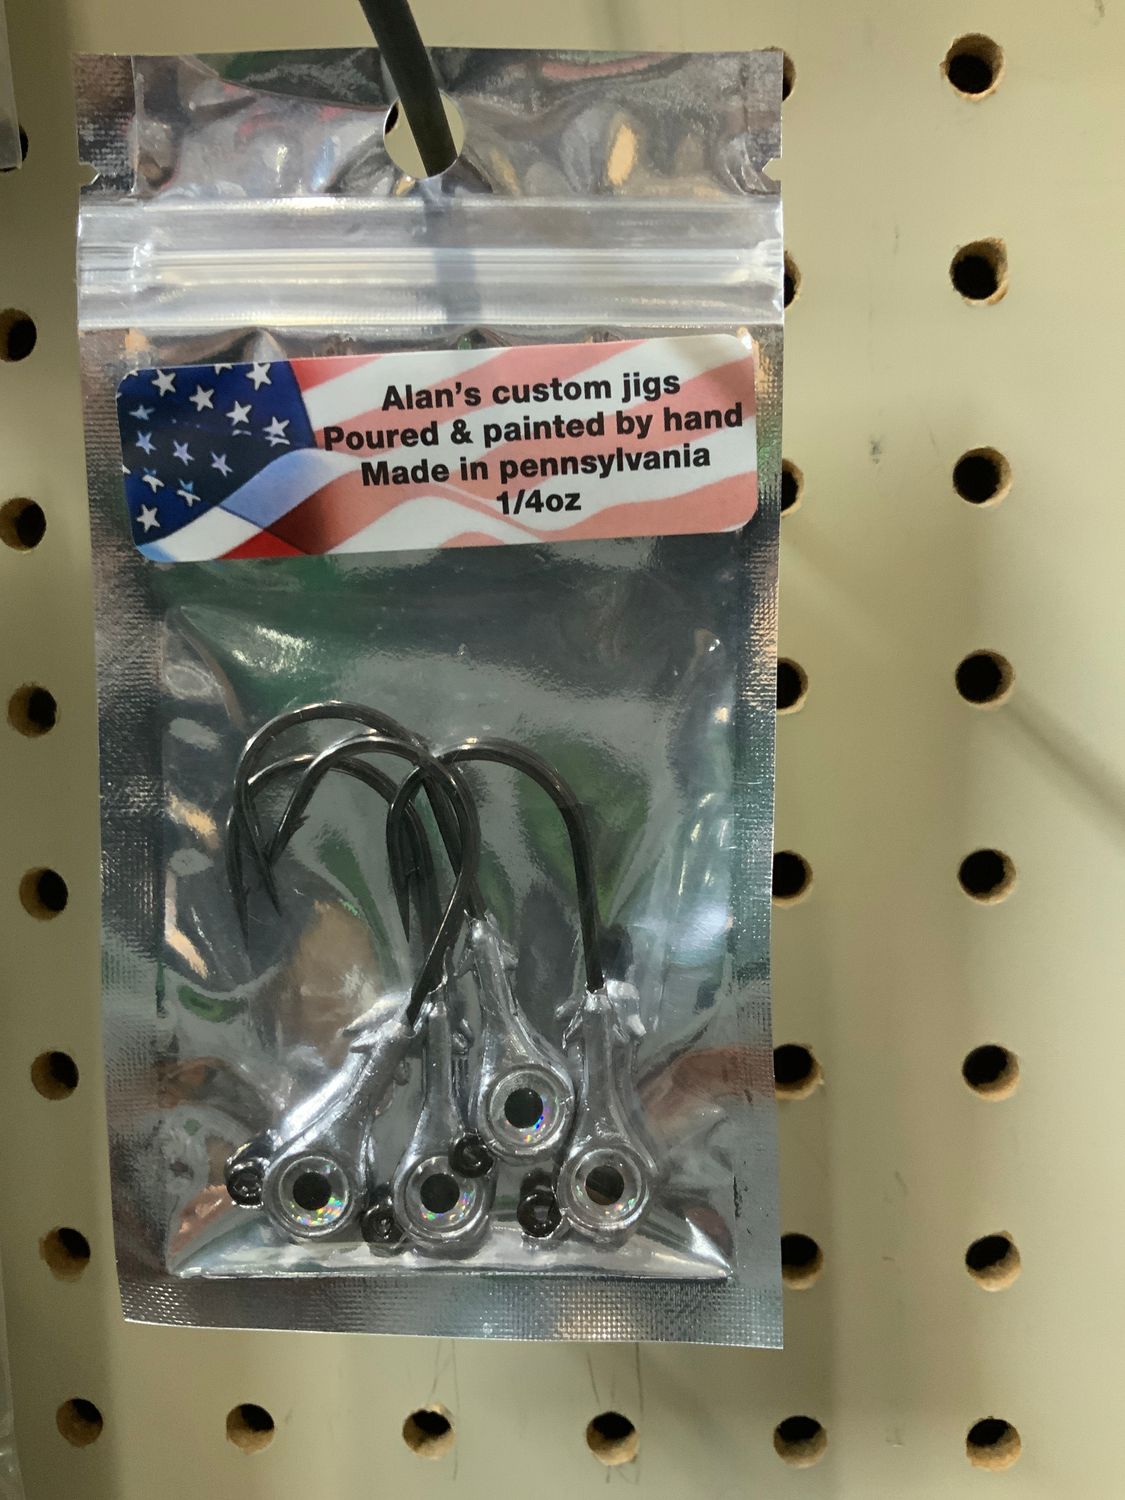 Alan's custom jigs
Poured & painted by hand
Made in pennsylvania
1/4oz